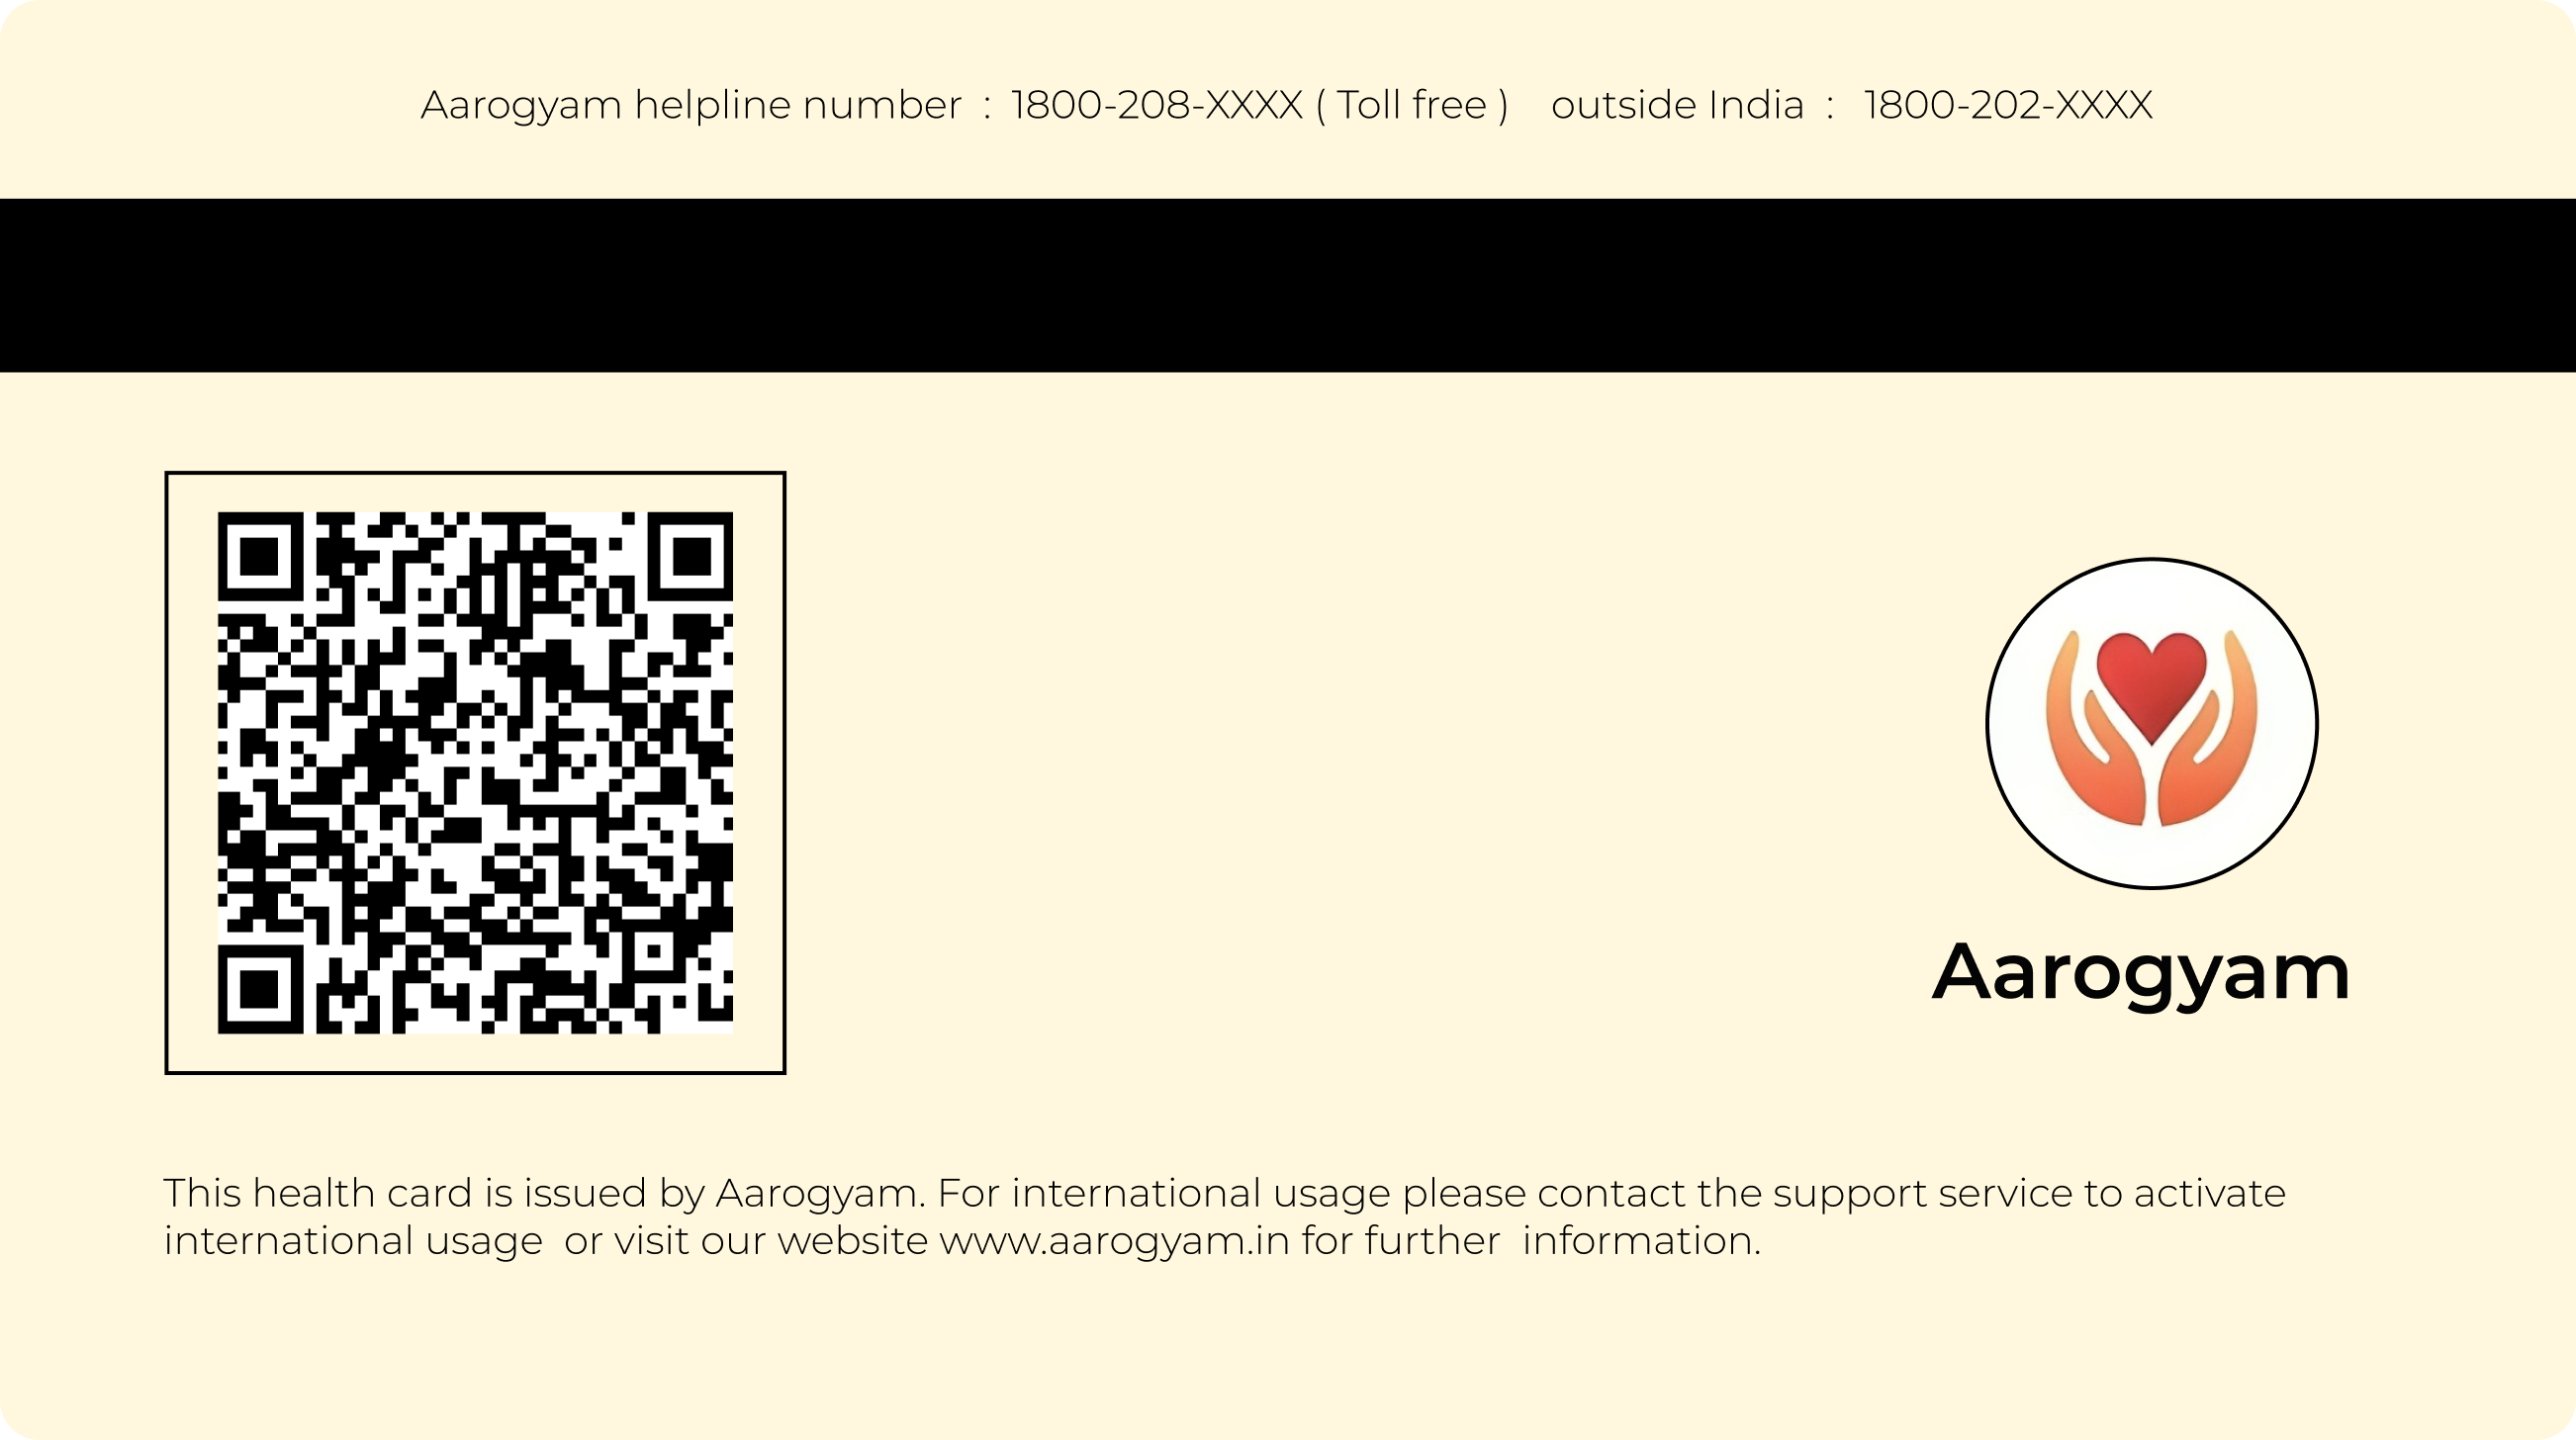 Aarogyam helpline number : 1800-208-XXXX ( Toll free ) outside India : 1800-202-XXXX
Aarogyam
This health card is issued by Aarogyam. For international usage please contact the support service to activate
international usage or visit our website www.aarogyam.in for further information.